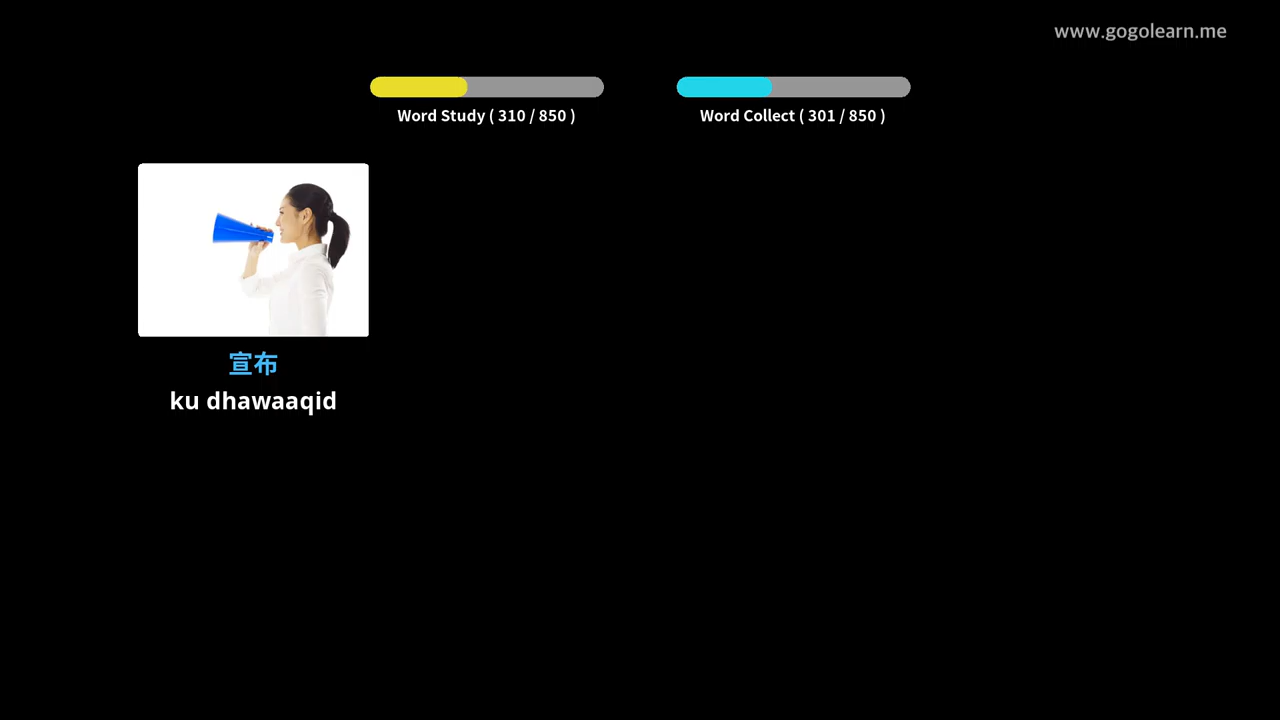 www.gogolearn.me
Word Study ( 310 / 850 )
Word Collect ( 301 / 850 )
宣布
ku dhawaaqid